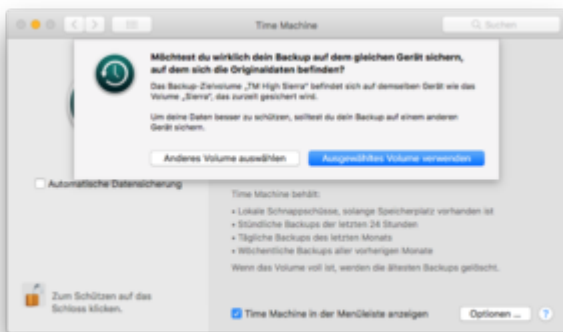 Time Machine
Suchen
Möchtest du wirklich dein Backup auf dem gleichen Gerät sichern,
auf dem sich die Originaldaten befinden?
Das Backup-Zielvolume „TM High Sierra“ befindet sich auf demselben Gerät wie das
Volume „Sierra“, das zurzeit gesichert wird.
Um deine Daten besser zu schützen, solltest du dein Backup auf einem anderen
Gerät sichern.
Anderes Volume auswählen
Ausgewähltes Volume verwenden
Automatische Datensicherung
Time Machine behält:
• Lokale Schnappschüsse, solange Speicherplatz vorhanden ist
• Stündliche Backups der letzten 24 Stunden
• Tägliche Backups des letzten Monats
• Wöchentliche Backups aller vorherigen Monate
Wenn das Volume voll ist, werden die ältesten Backups gelöscht.
Zum Schützen auf das
Schloss klicken.
Time Machine in der Menüleiste anzeigen
Optionen ...
?